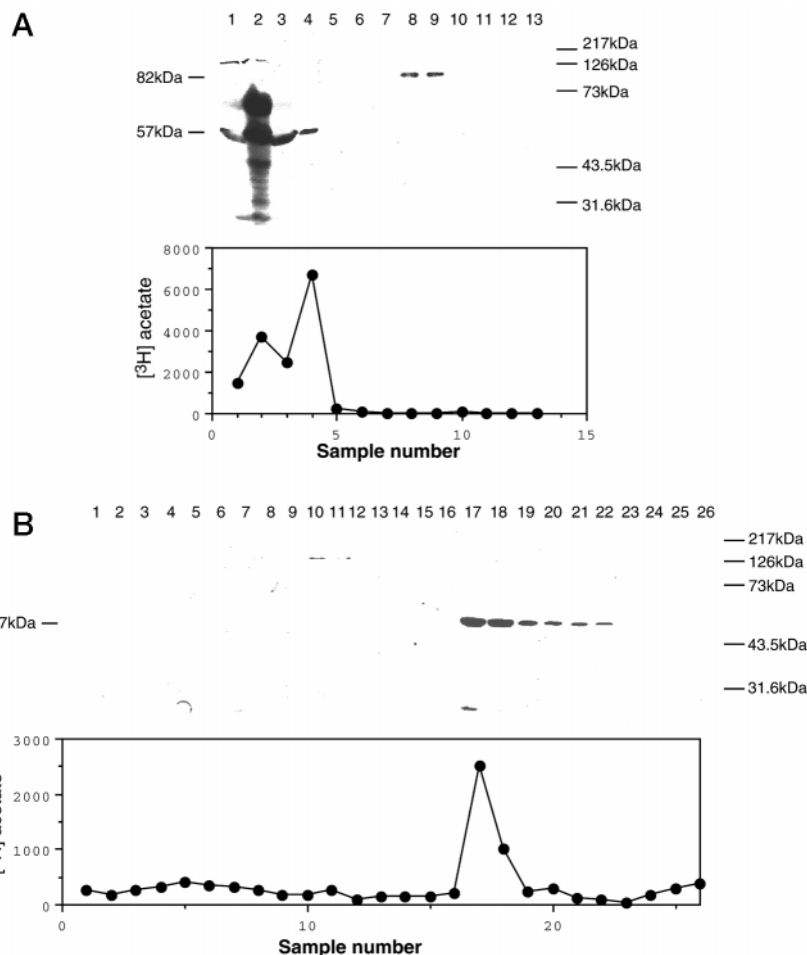 A
1 2 3 4 5 6 7 8 9 10 11 12 13
217kDa
126kDa
82kDa
73kDa
57kDa
43.5kDa
31.6kDa
8000
6000
4000
2000
0
[³H] acetate
0 5 10 15
Sample number
B
1 2 3 4 5 6 7 8 9 10 11 12 13 14 15 16 17 18 19 20 21 22 23 24 25 26
217kDa
126kDa
73kDa
7kDa
43.5kDa
31.6kDa
3000
2000
1000
0
acetate
0 10 20
Sample number